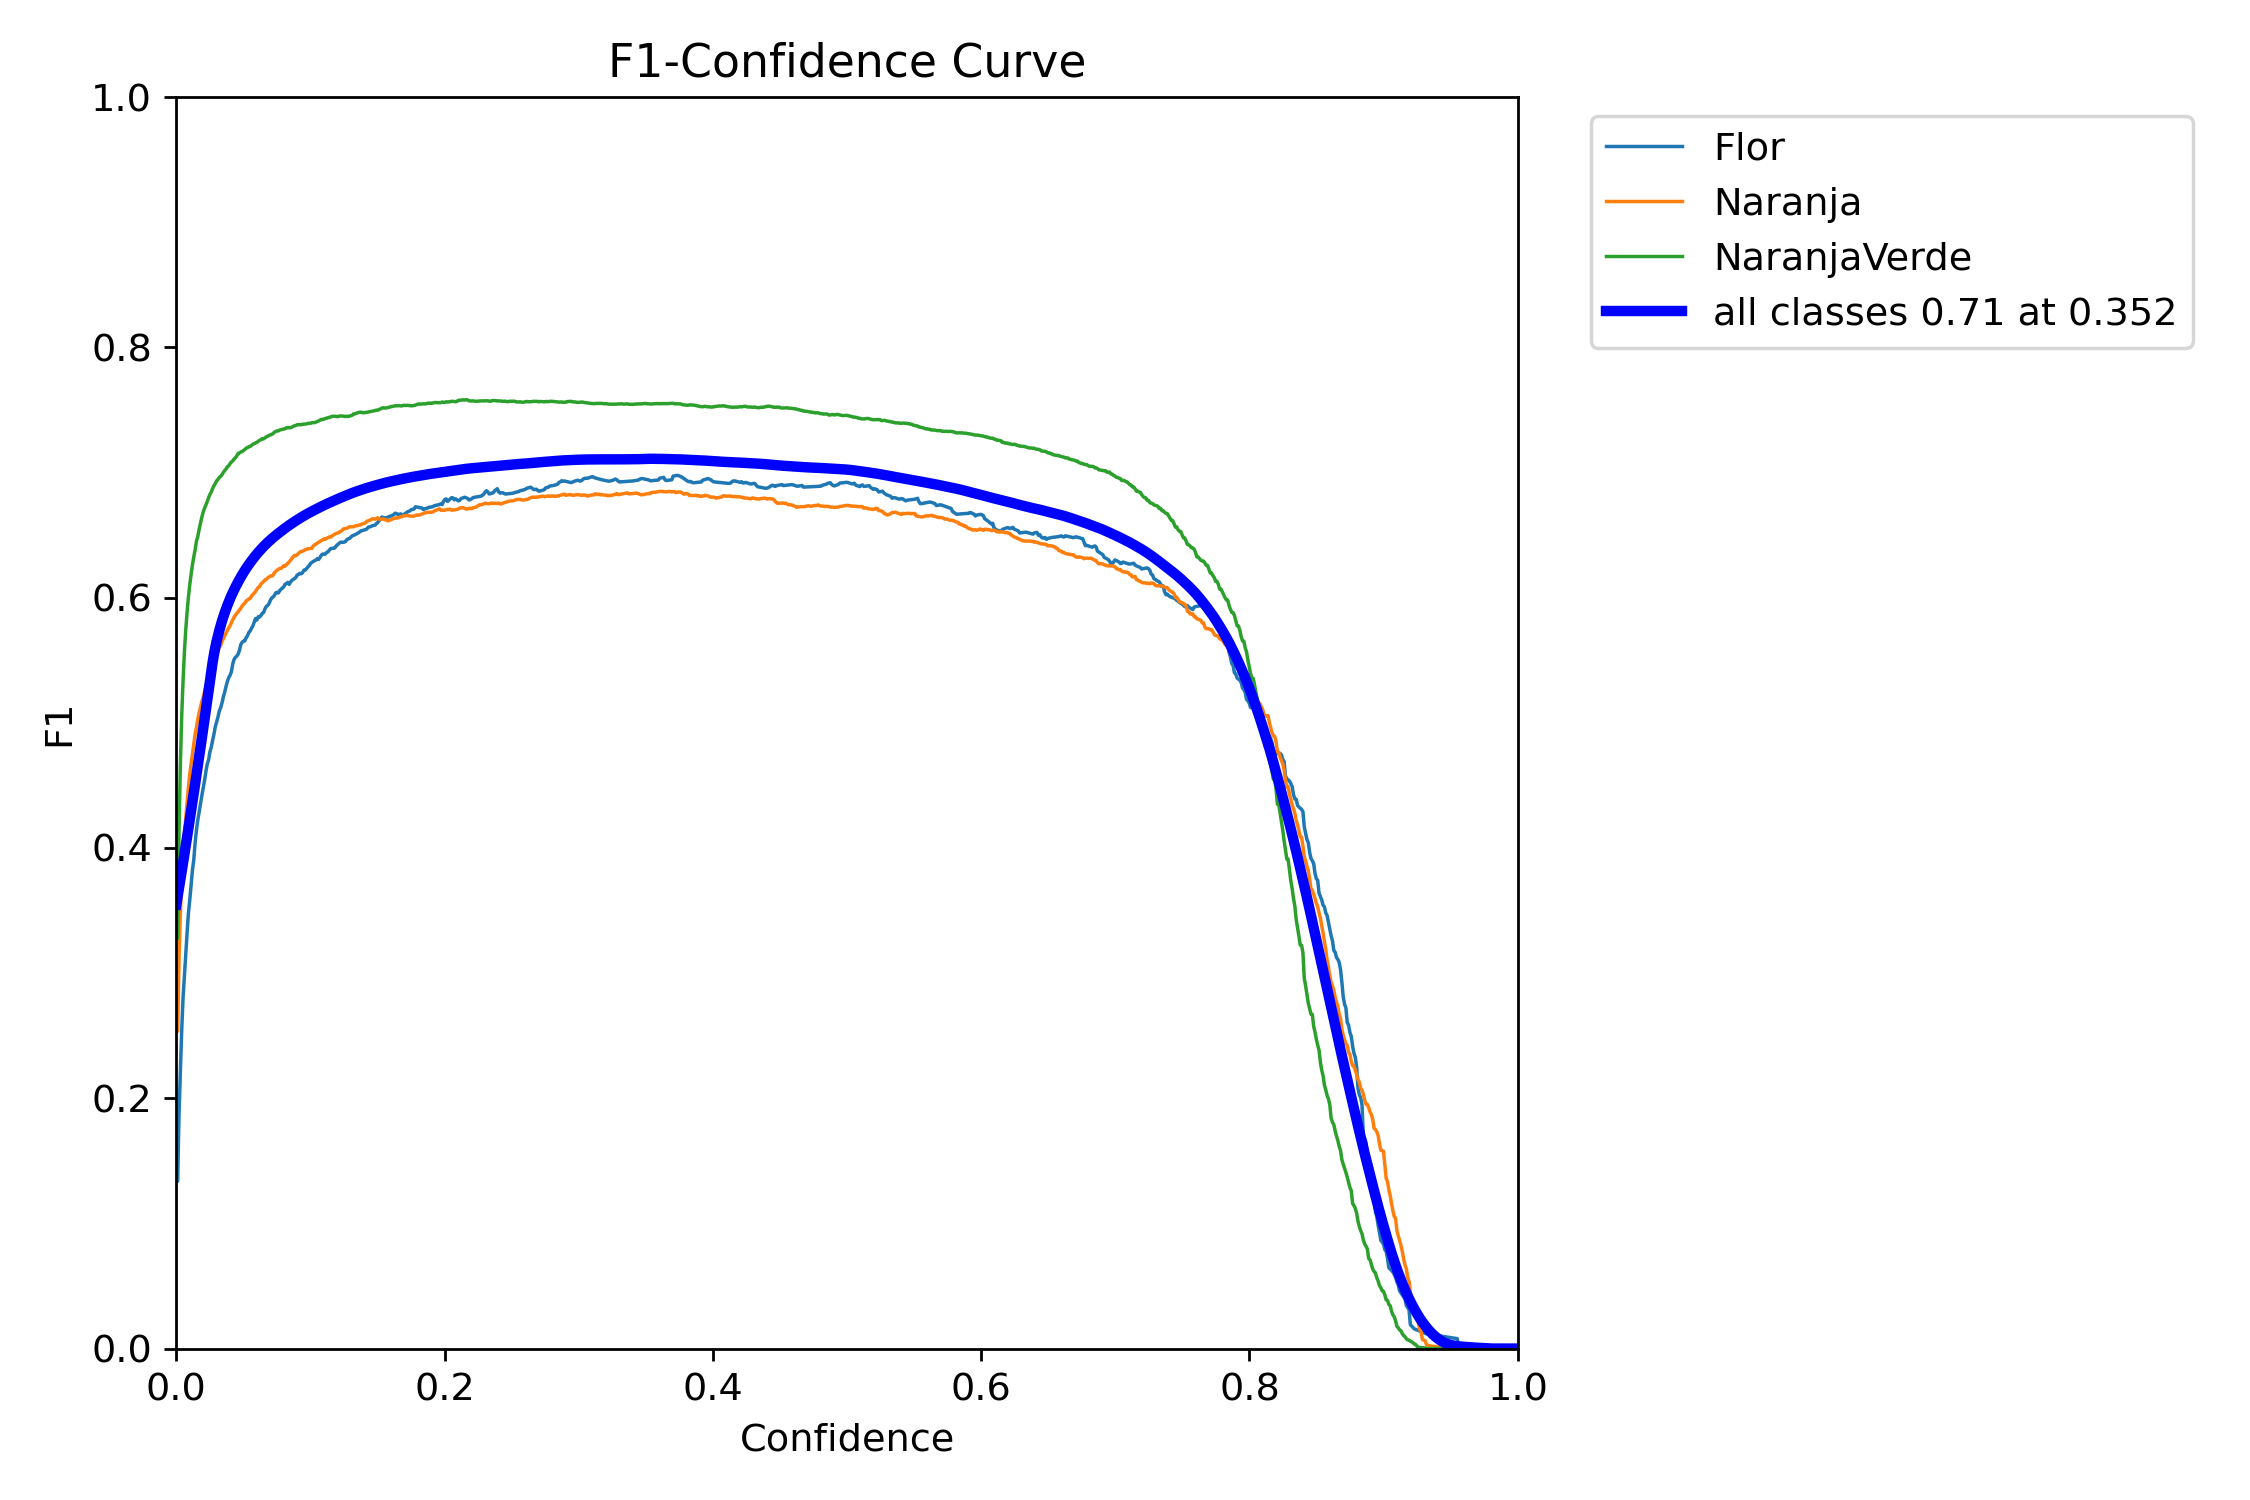 F1-Confidence Curve
1.0
0.8
0.6
0.4
0.2
0.0
F1
0.0 0.2 0.4 0.6 0.8 1.0
Confidence
Flor
Naranja
NaranjaVerde
all classes 0.71 at 0.352